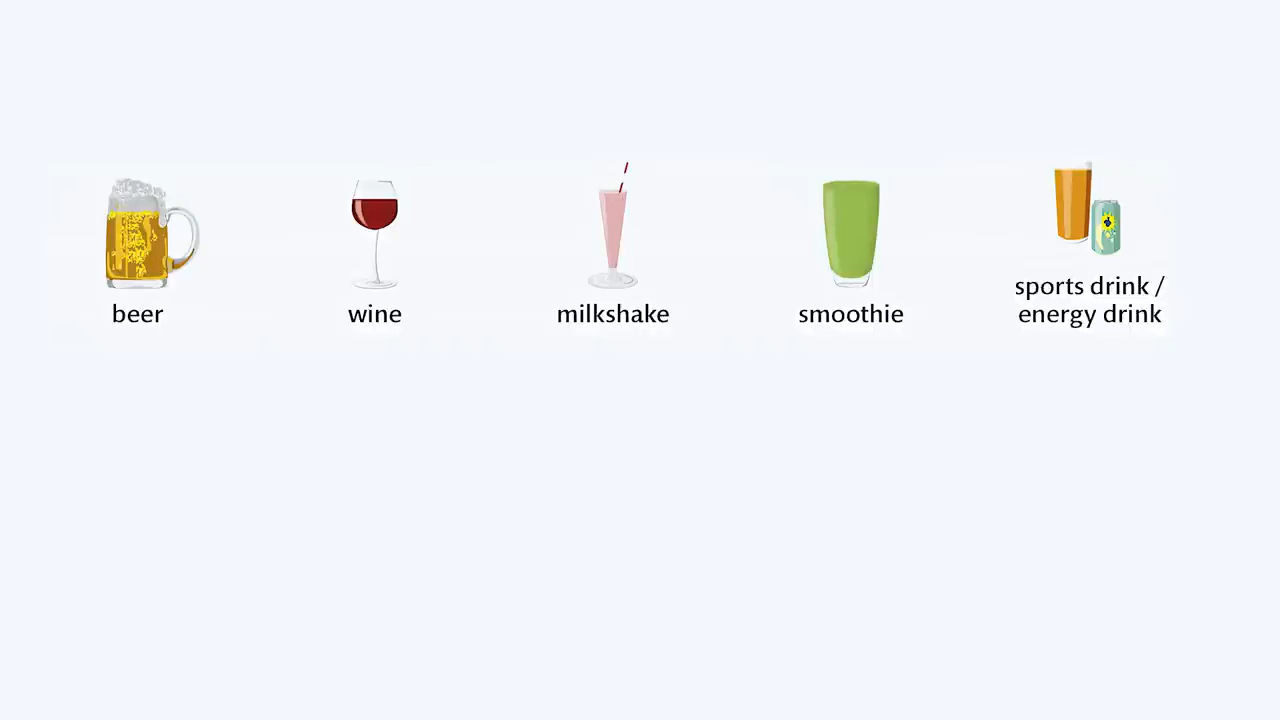 beer
wine
milkshake
smoothie
sports drink /
energy drink